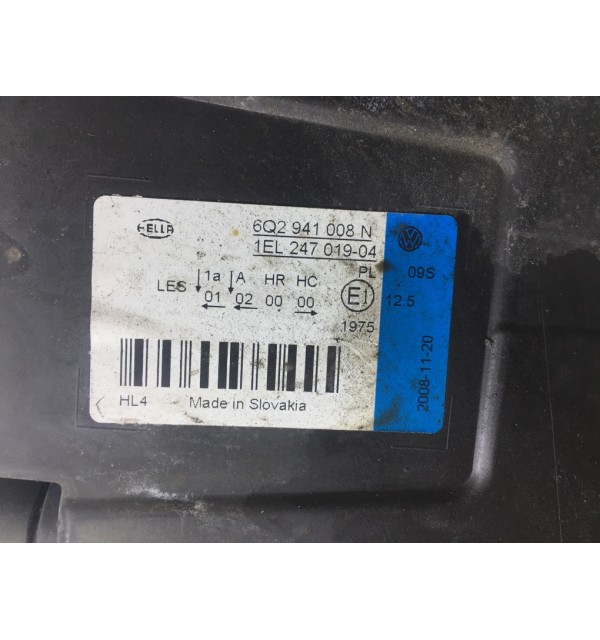 HELLA
6Q2 941 008 N
1EL 247 019-04
PL 09S
1a A HR HC
LES 01 02 00 00
E1 12.5
1975
HL4 Made in Slovakia
2008-11-20